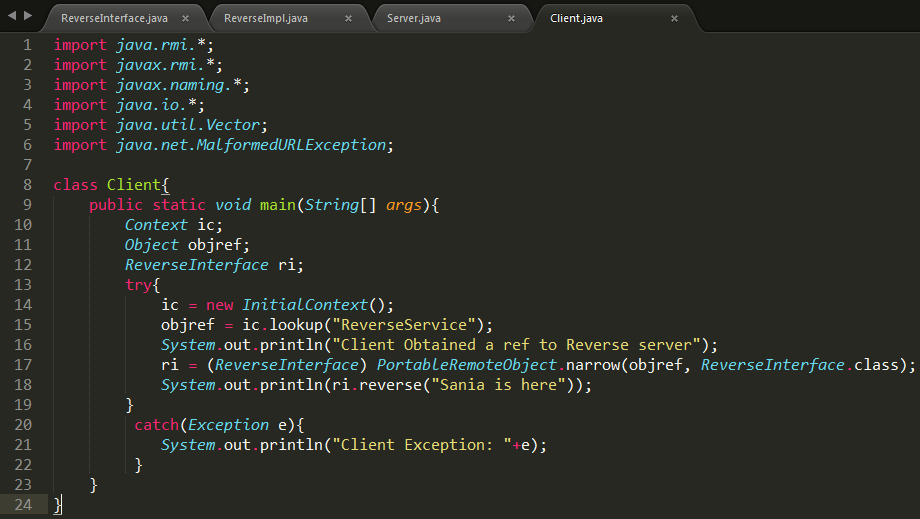 ReverseInterface.java × ReverseImpl.java × Server.java × Client.java ×
1 import java.rmi.*;
2 import javax.rmi.*;
3 import javax.naming.*;
4 import java.io.*;
5 import java.util.Vector;
6 import java.net.MalformedURLException;
7
8 class Client{
9     public static void main(String[] args){
10         Context ic;
11         Object objref;
12         ReverseInterface ri;
13         try{
14             ic = new InitialContext();
15             objref = ic.lookup("ReverseService");
16             System.out.println("Client Obtained a ref to Reverse server");
17             ri = (ReverseInterface) PortableRemoteObject.narrow(objref, ReverseInterface.class);
18             System.out.println(ri.reverse("Sania is here"));
19         }
20          catch(Exception e){
21             System.out.println("Client Exception: "+e);
22          }
23     }
24 }